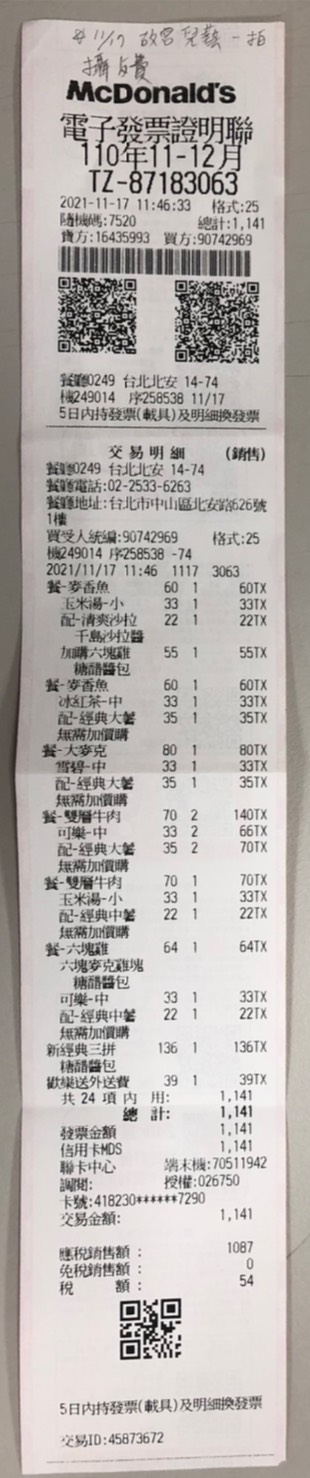 # 11/17 故宮兒藝一拍
攝
費
McDonald's
電子發票證明聯
110年11-12月
TZ-87183063
2021-11-17 11:46:33 格式:25
隨機碼:7520 總計:1,141
賣方:16435993 買方:90742969
餐廳0249 台北北安 14-74
機249014 序258538 11/17
5日內持發票(載具)及明細換發票
交易明細 (銷售)
餐廳0249 台北北安 14-74
餐廳電話:02-2533-6263
餐廳地址:台北市中山區北安路626號
1樓
買受人統編:90742969 格式:25
機249014 序258538 -74
2021/11/17 11:46 1117 3063
餐-麥香魚 60 1 60TX
玉米湯-小 33 1 33TX
配-清爽沙拉 22 1 22TX
千島沙拉醬
加購六塊雞 55 1 55TX
糖醋醬包
餐-麥香魚 60 1 60TX
冰紅茶-中 33 1 33TX
配-經典大薯 35 1 35TX
無需加價購
餐-大麥克 80 1 80TX
雪碧-中 33 1 33TX
配-經典大薯 35 1 35TX
無需加價購
餐-雙層牛肉 70 2 140TX
可樂-中 33 2 66TX
配-經典大薯 35 2 70TX
無需加價購
餐-雙層牛肉 70 1 70TX
玉米湯-小 33 1 33TX
配-經典中薯 22 1 22TX
無需加價購
餐-六塊雞 64 1 64TX
六塊麥克雞塊
糖醋醬包
可樂-中 33 1 33TX
配-經典中薯 22 1 22TX
無需加價購
新經典三拼 136 1 136TX
糖醋醬包
歡樂送外送費 39 1 39TX
共 24 項 內 用: 1,141
總 計: 1,141
發票金額 1,141
信用卡MDS 1,141
聯卡中心 端末機:70511942
調閱: 授權:026750
卡號:418230******7290
交易金額: 1,141
應稅銷售額 : 1087
免稅銷售額 : 0
稅 額 : 54
5日內持發票(載具)及明細換發票
交易ID:45873672